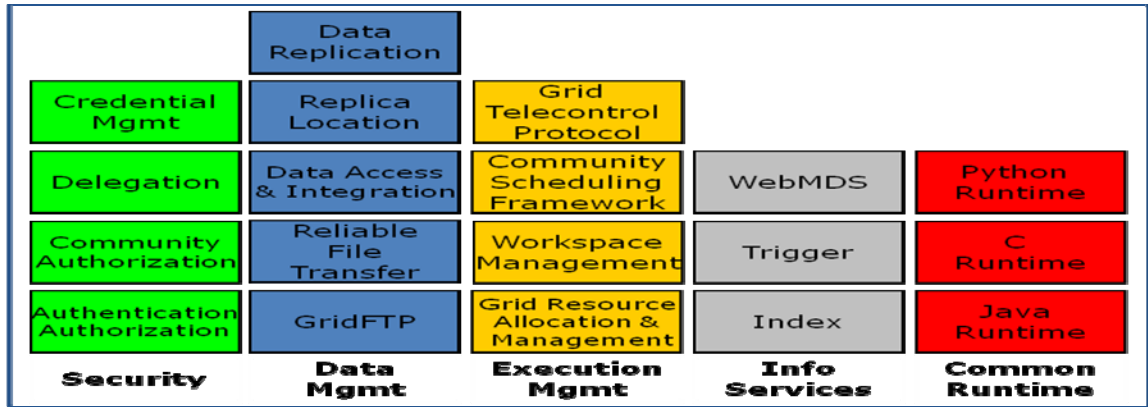 Data
Replication
Credential
Mgmt
Replica
Location
Grid
Telecontrol
Protocol
Delegation
Data Access
& Integration
Community
Scheduling
Framework
WebMDS
Python
Runtime
Community
Authorization
Reliable
File
Transfer
Workspace
Management
Trigger
C
Runtime
Authentication
Authorization
GridFTP
Grid Resource
Allocation &
Management
Index
Java
Runtime
Security
Data
Mgmt
Execution
Mgmt
Info
Services
Common
Runtime